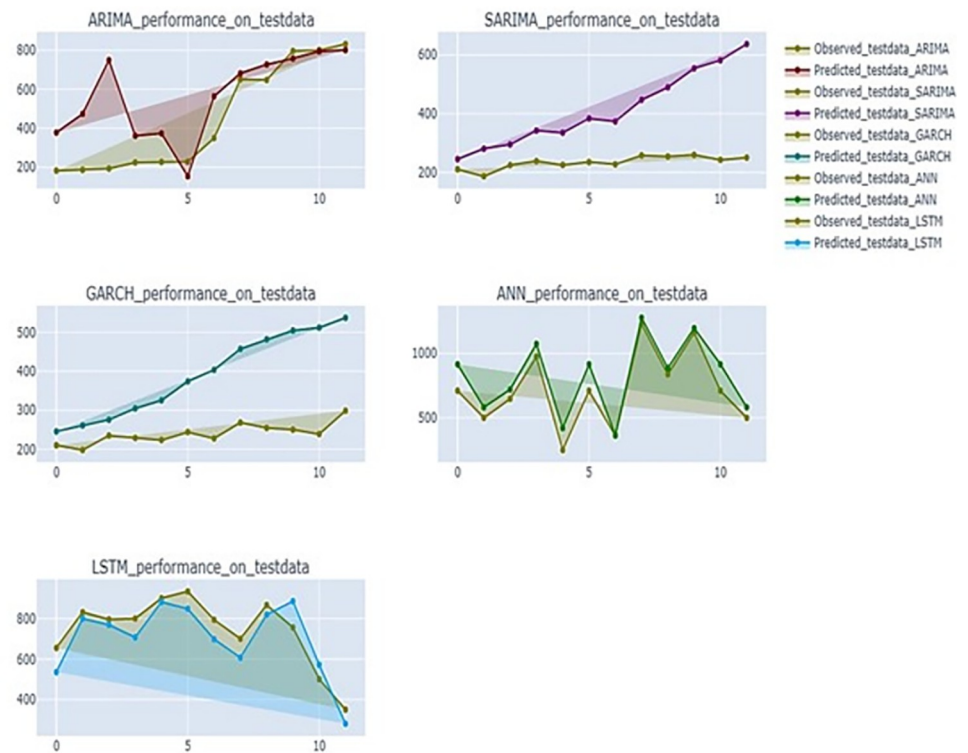 ARIMA_performance_on_testdata
800
600
400
200
0 5 10
SARIMA_performance_on_testdata
600
400
200
0 5 10
Observed_testdata_ARIMA
Predicted_testdata_ARIMA
Observed_testdata_SARIMA
Predicted_testdata_SARIMA
Observed_testdata_GARCH
Predicted_testdata_GARCH
Observed_testdata_ANN
Predicted_testdata_ANN
Observed_testdata_LSTM
Predicted_testdata_LSTM
GARCH_performance_on_testdata
500
400
300
200
0 5 10
ANN_performance_on_testdata
1000
500
0 5 10
LSTM_performance_on_testdata
800
600
400
0 5 10